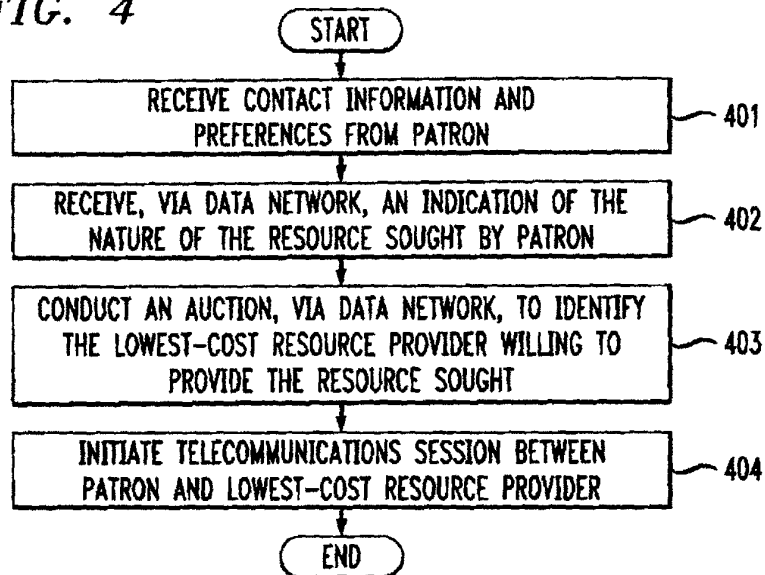 FIG. 4
START
RECEIVE CONTACT INFORMATION AND
PREFERENCES FROM PATRON
401
RECEIVE, VIA DATA NETWORK, AN INDICATION OF THE
NATURE OF THE RESOURCE SOUGHT BY PATRON
402
CONDUCT AN AUCTION, VIA DATA NETWORK, TO IDENTIFY
THE LOWEST-COST RESOURCE PROVIDER WILLING TO
PROVIDE THE RESOURCE SOUGHT
403
INITIATE TELECOMMUNICATIONS SESSION BETWEEN
PATRON AND LOWEST-COST RESOURCE PROVIDER
404
END